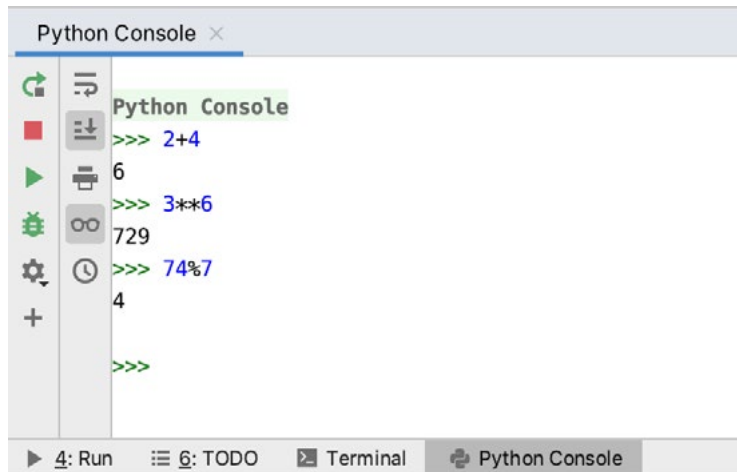 Python Console
Python Console
>>> 2+4
6
>>> 3**6
729
>>> 74%7
4
>>>
4: Run 6: TODO Terminal Python Console